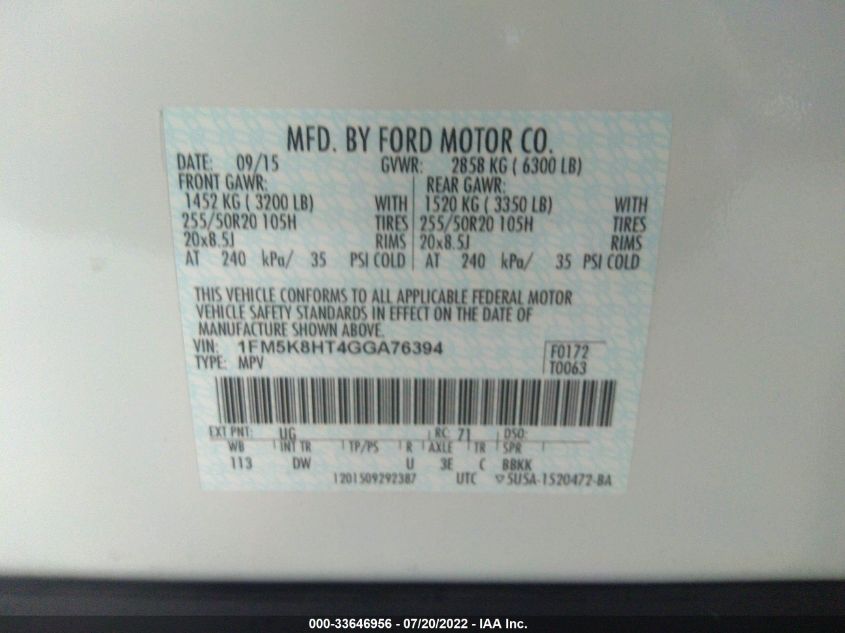 MFD. BY FORD MOTOR CO.
DATE: 09/15 GVWR: 2858 KG ( 6300 LB)
FRONT GAWR: REAR GAWR:
1452 KG ( 3200 LB) WITH 1520 KG ( 3350 LB) WITH
255/50R20 105H TIRES 255/50R20 105H TIRES
20x8.5J RIMS 20x8.5J RIMS
AT 240 kPa/ 35 PSI COLD AT 240 kPa/ 35 PSI COLD
THIS VEHICLE CONFORMS TO ALL APPLICABLE FEDERAL MOTOR
VEHICLE SAFETY STANDARDS IN EFFECT ON THE DATE OF
MANUFACTURE SHOWN ABOVE.
VIN: 1FM5K8HT4GGA76394 F0172
TYPE: MPV T0063
EXT PNT: UG RC: 71 DSO:
WB INT TR TP/PS R AXLE TR SPR
113 DW U 3E C BBKK
1201509292387 UTC ▽5U5A-1520472-BA
000-33646956 - 07/20/2022 - IAA Inc.